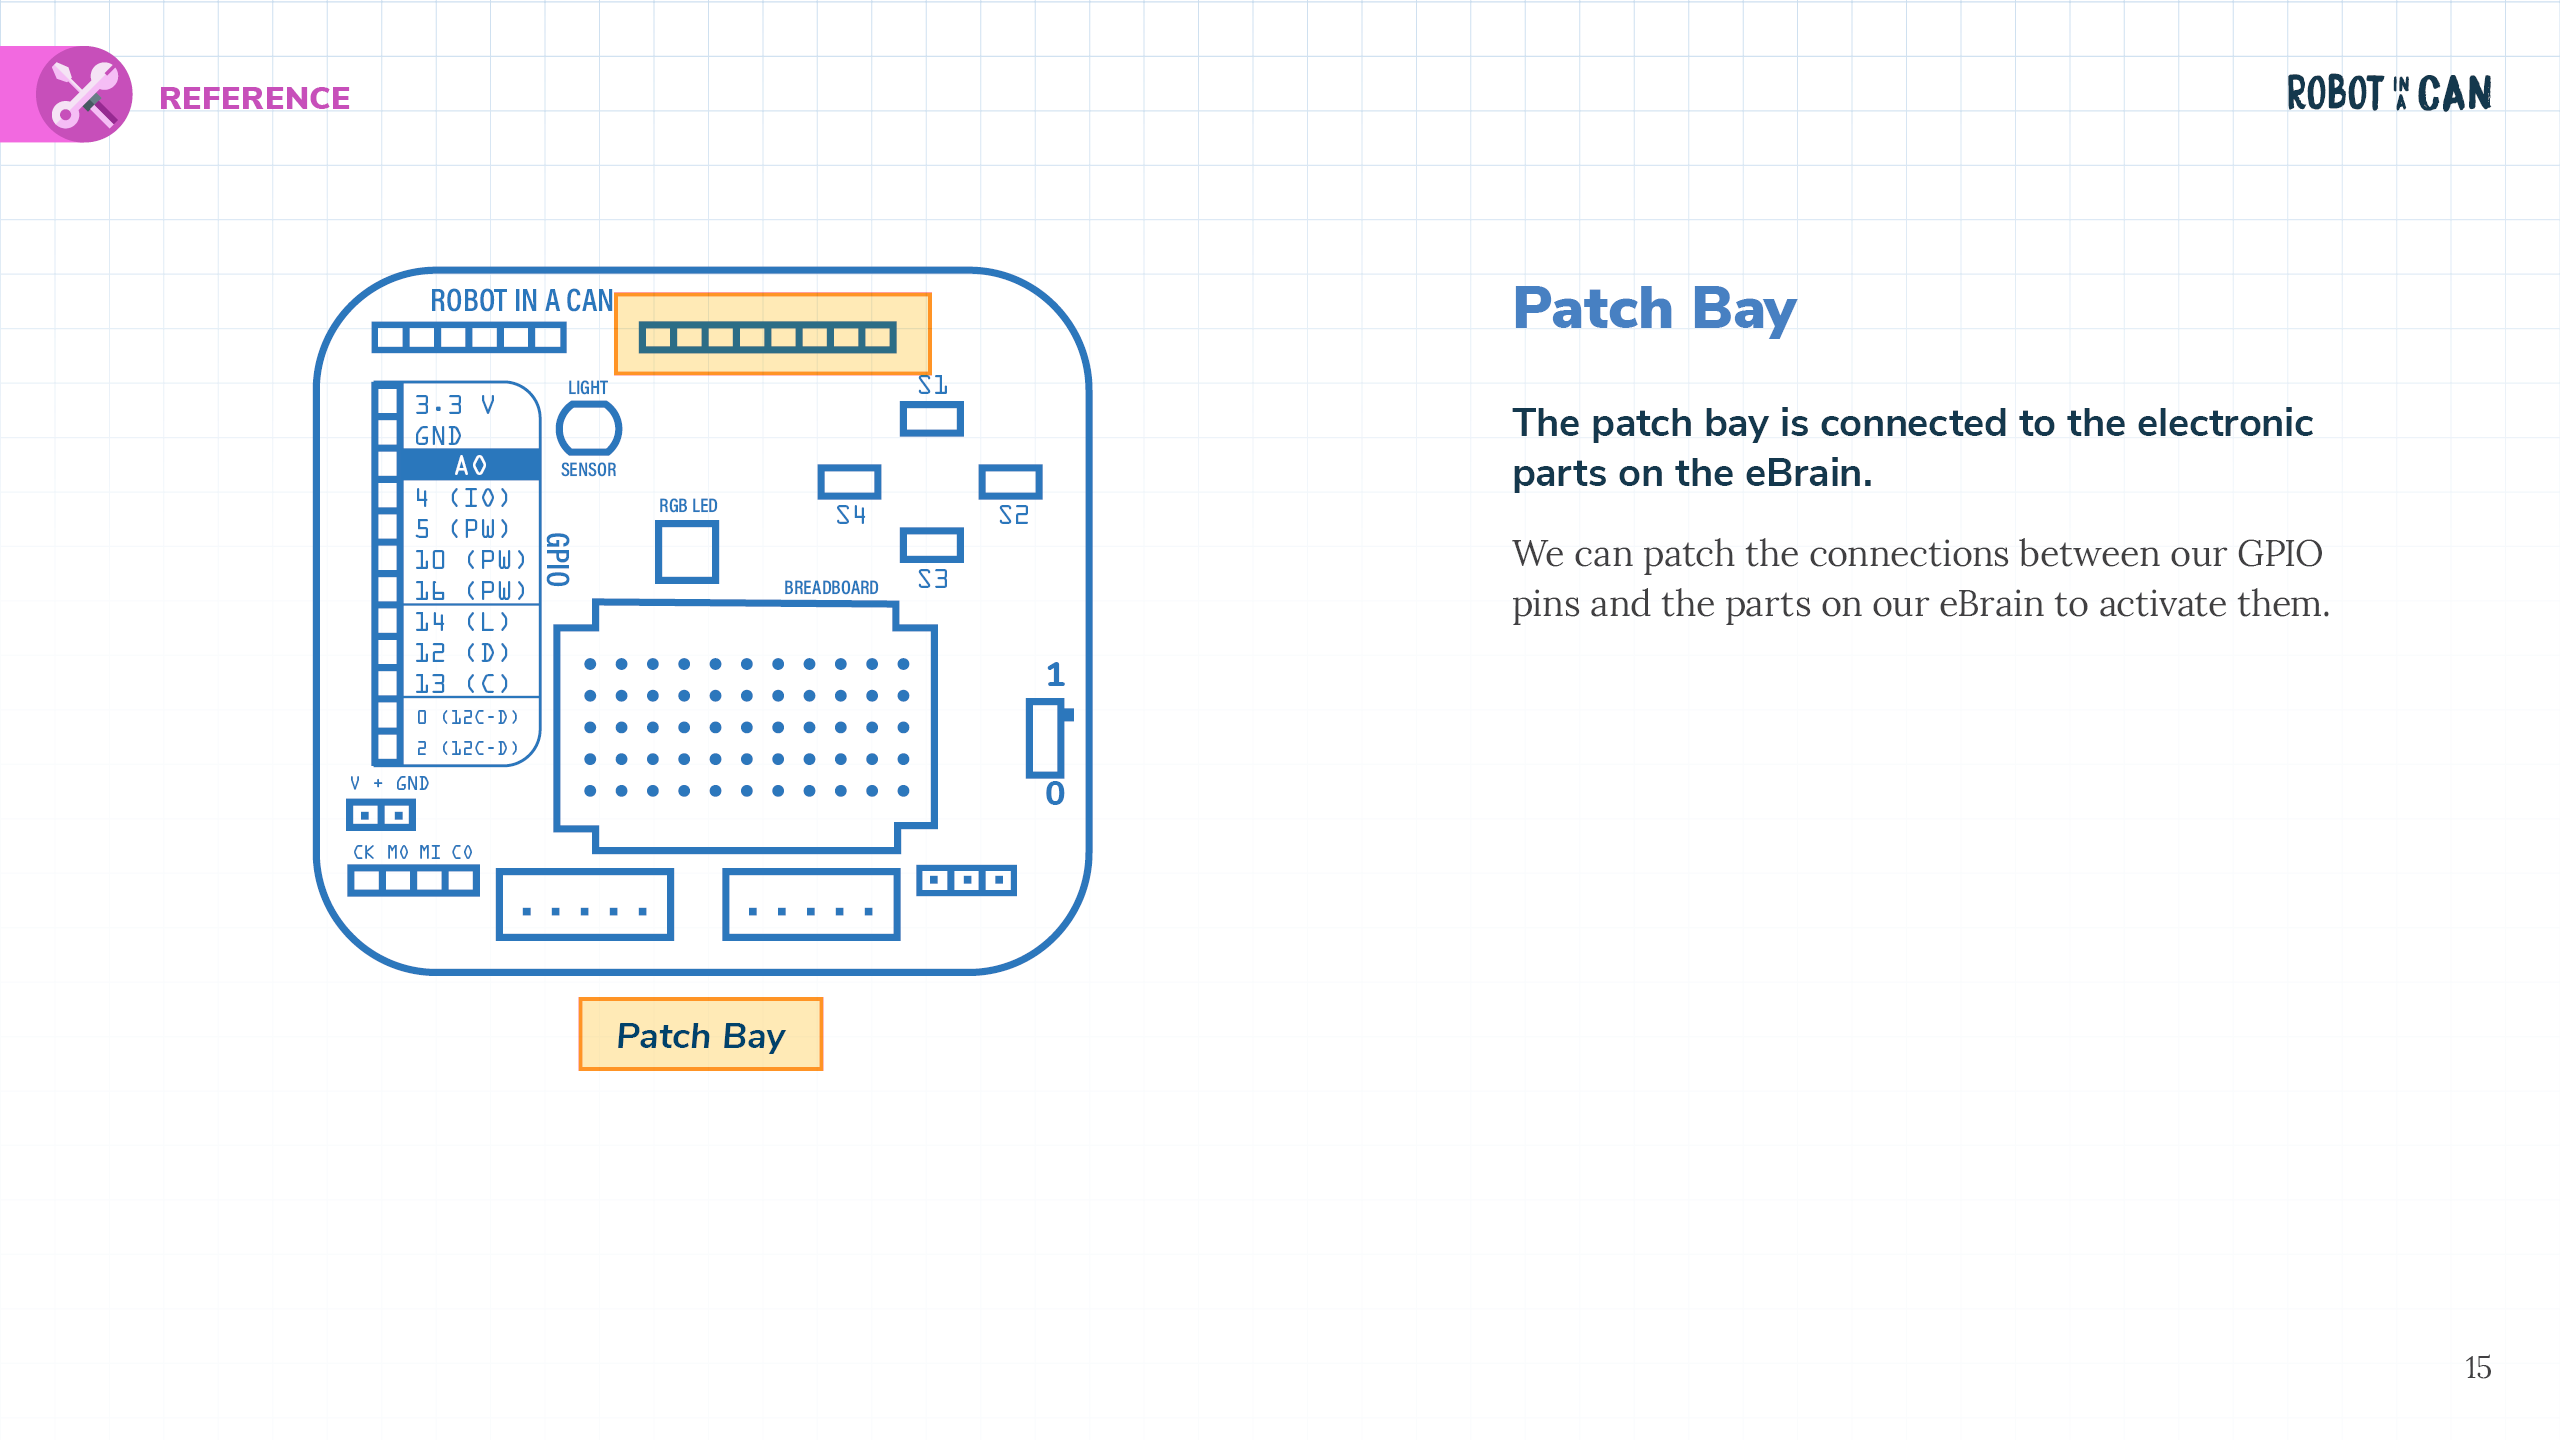 REFERENCE
ROBOT IN A CAN
ROBOT IN A CAN
LIGHT
SENSOR
RGB LED
S1
S4
S2
S3
3.3 V
GND
A0
4 (IO)
5 (PW)
10 (PW)
16 (PW)
14 (L)
12 (D)
13 (C)
0 (I2C-D)
2 (I2C-D)
GPIO
BREADBOARD
1
0
V + GND
CK MO MI CO
Patch Bay
Patch Bay
The patch bay is connected to the electronic
parts on the eBrain.
We can patch the connections between our GPIO
pins and the parts on our eBrain to activate them.
15